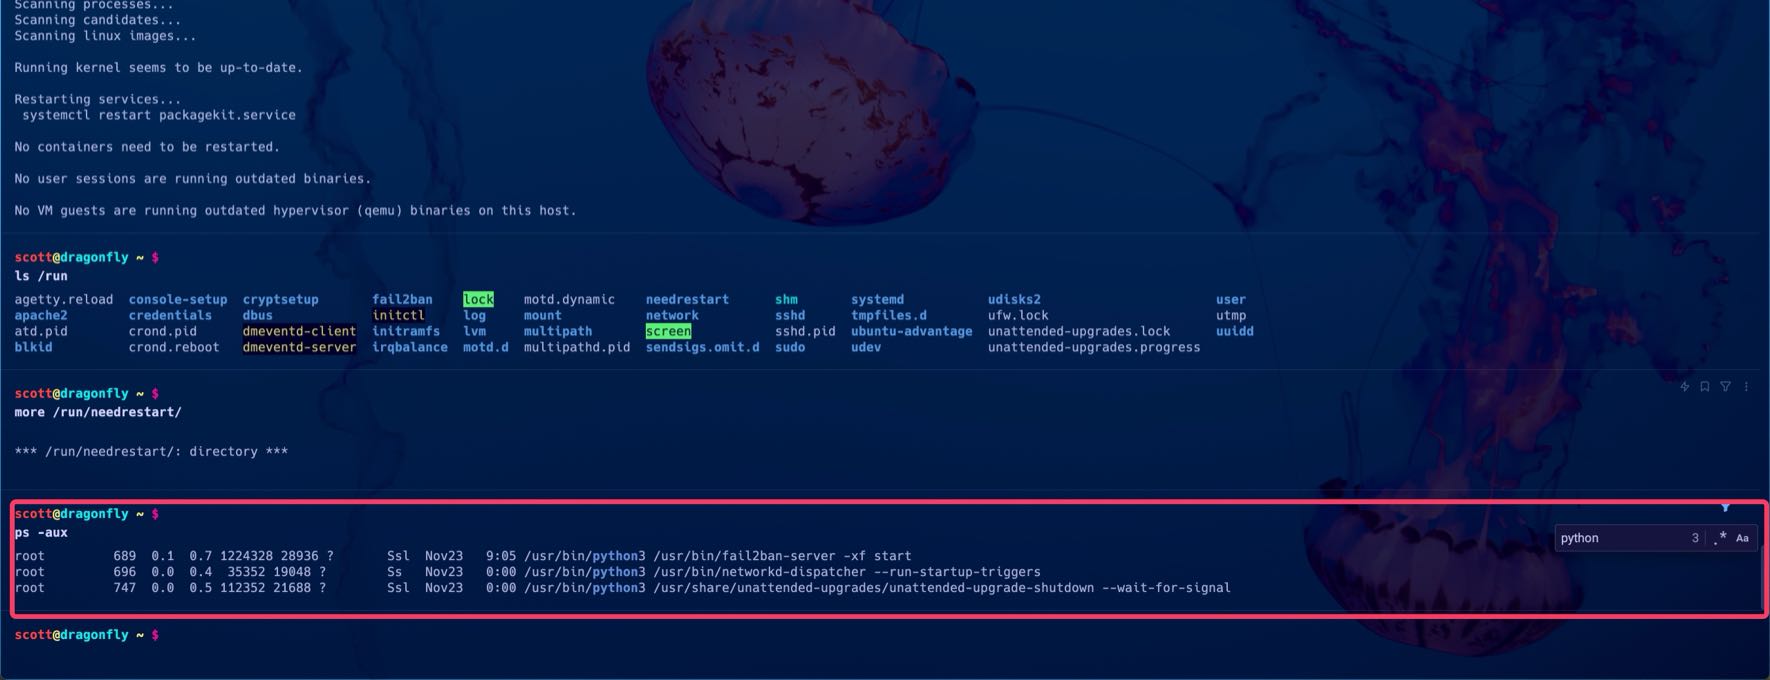 Scanning processes...
Scanning candidates...
Scanning linux images...
Running kernel seems to be up-to-date.
Restarting services...
 systemctl restart packagekit.service
No containers need to be restarted.
No user sessions are running outdated binaries.
No VM guests are running outdated hypervisor (qemu) binaries on this host.
scott@dragonfly ~ $
ls /run
agetty.reload console-setup cryptsetup fail2ban lock motd.dynamic needrestart shm systemd udisks2 user
apache2 credentials dbus initctl log mount network sshd tmpfiles.d ufw.lock utmp
atd.pid crond.pid dmeventd-client initramfs lvm multipath screen sshd.pid ubuntu-advantage unattended-upgrades.lock uuidd
blkid crond.reboot dmeventd-server irqbalance motd.d multipathd.pid sendsigs.omit.d sudo udev unattended-upgrades.progress
scott@dragonfly ~ $
more /run/needrestart/
*** /run/needrestart/: directory ***
scott@dragonfly ~ $
ps -aux
python 3 .* Aa
root 689 0.1 0.7 1224328 28936 ? Ssl Nov23 9:05 /usr/bin/python3 /usr/bin/fail2ban-server -xf start
root 696 0.0 0.4 35352 19048 ? Ss Nov23 0:00 /usr/bin/python3 /usr/bin/networkd-dispatcher --run-startup-triggers
root 747 0.0 0.5 112352 21688 ? Ssl Nov23 0:00 /usr/bin/python3 /usr/share/unattended-upgrades/unattended-upgrade-shutdown --wait-for-signal
scott@dragonfly ~ $